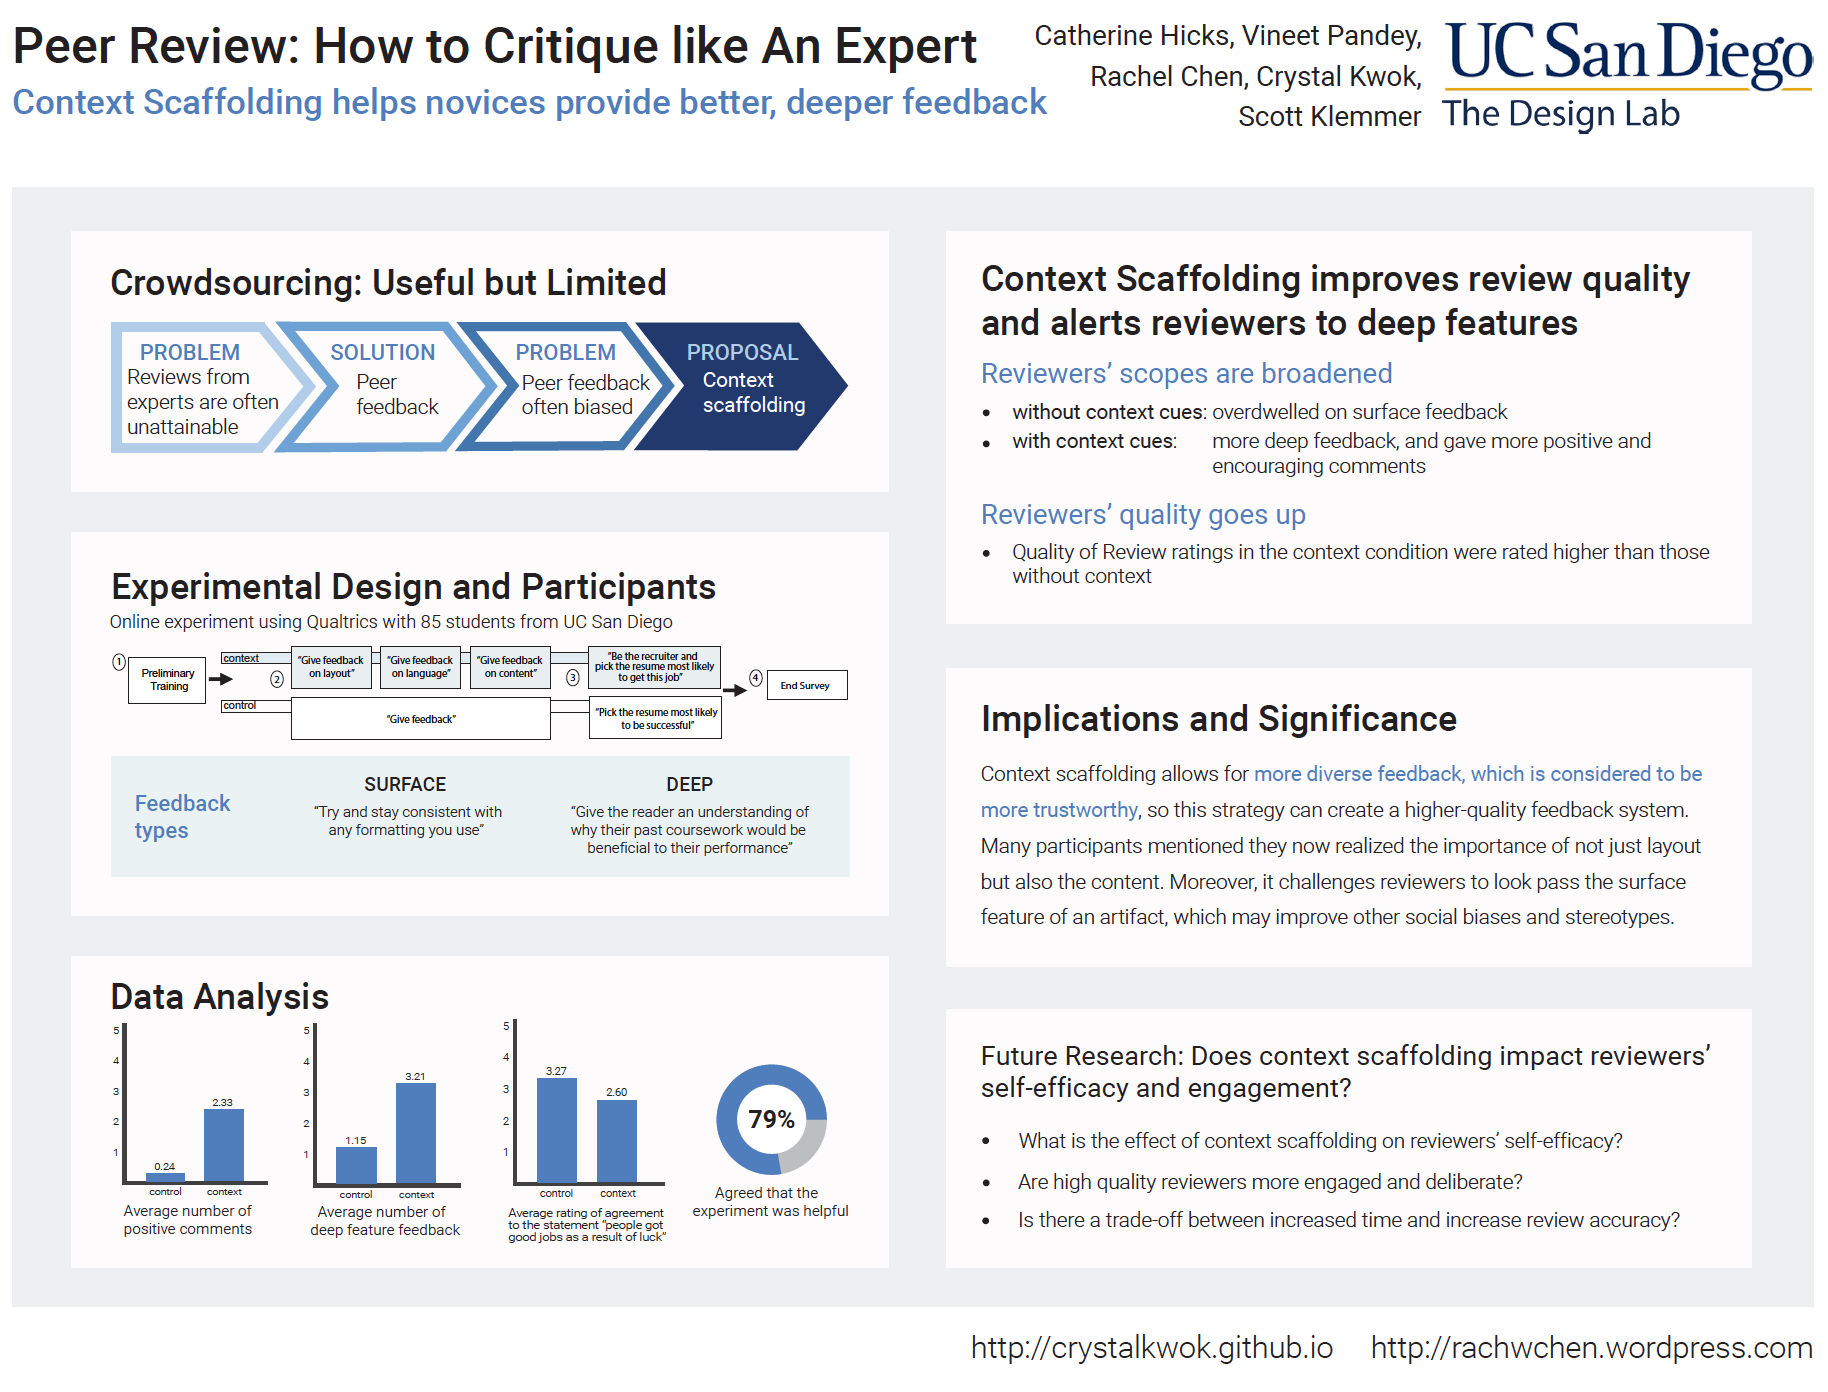 Peer Review: How to Critique like An Expert
Context Scaffolding helps novices provide better, deeper feedback
Catherine Hicks, Vineet Pandey,
Rachel Chen, Crystal Kwok,
Scott Klemmer
UC San Diego
The Design Lab
Crowdsourcing: Useful but Limited
PROBLEM
Reviews from
experts are often
unattainable
SOLUTION
Peer
feedback
PROBLEM
Peer feedback
often biased
PROPOSAL
Context
scaffolding
Experimental Design and Participants
Online experiment using Qualtrics with 85 students from UC San Diego
1
Preliminary
Training
context
2
“Give feedback
on layout”
“Give feedback
on language”
“Give feedback
on content”
3
“Be the recruiter and
pick the resume most likely
to get this job”
control
“Give feedback”
“Pick the resume most likely
to be successful”
4
End Survey
Feedback
types
SURFACE
“Try and stay consistent with
any formatting you use”
DEEP
“Give the reader an understanding of
why their past coursework would be
beneficial to their performance”
Data Analysis
5
4
3
2
1
0.24
2.33
control
context
Average number of
positive comments
5
4
3
2
1
1.15
3.21
control
context
Average number of
deep feature feedback
5
4
3
2
1
3.27
2.60
control
context
Average rating of agreement
to the statement “people got
good jobs as a result of luck”
79%
Agreed that the
experiment was helpful
Context Scaffolding improves review quality
and alerts reviewers to deep features
Reviewers’ scopes are broadened
• without context cues: overdwelled on surface feedback
• with context cues: more deep feedback, and gave more positive and
encouraging comments
Reviewers’ quality goes up
• Quality of Review ratings in the context condition were rated higher than those
without context
Implications and Significance
Context scaffolding allows for more diverse feedback, which is considered to be
more trustworthy, so this strategy can create a higher-quality feedback system.
Many participants mentioned they now realized the importance of not just layout
but also the content. Moreover, it challenges reviewers to look pass the surface
feature of an artifact, which may improve other social biases and stereotypes.
Future Research: Does context scaffolding impact reviewers’
self-efficacy and engagement?
• What is the effect of context scaffolding on reviewers’ self-efficacy?
• Are high quality reviewers more engaged and deliberate?
• Is there a trade-off between increased time and increase review accuracy?
http://crystalkwok.github.io http://rachwchen.wordpress.com